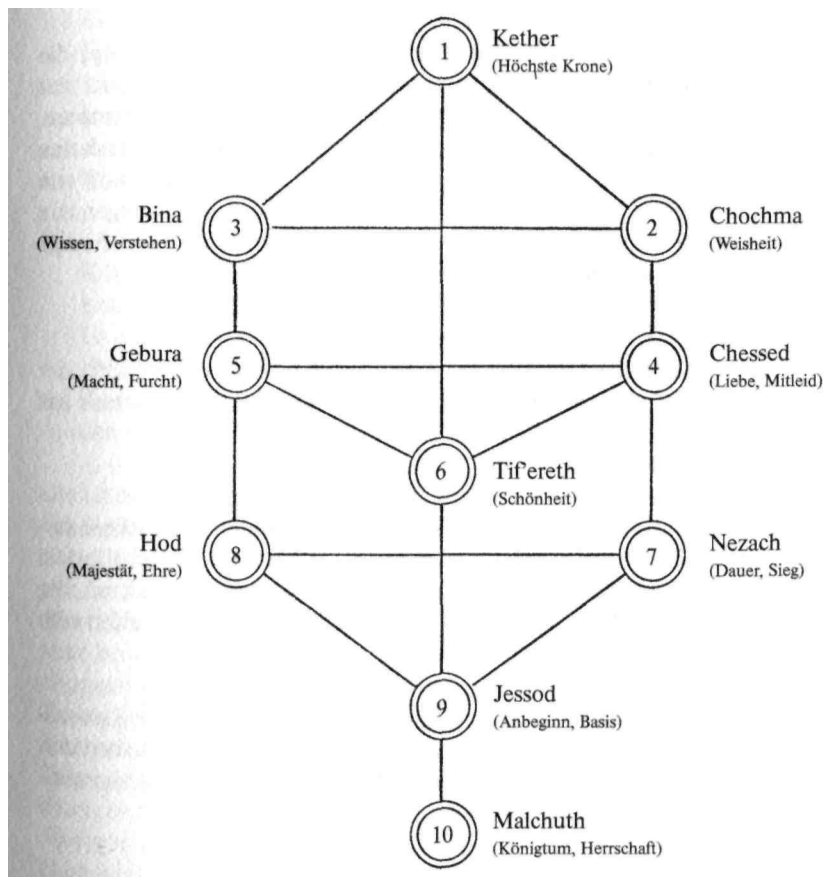 1
Kether
(Höchste Krone)
Bina
(Wissen, Verstehen)
3
2
Chochma
(Weisheit)
Gebura
(Macht, Furcht)
5
4
Chessed
(Liebe, Mitleid)
6
Tif'ereth
(Schönheit)
Hod
(Majestät, Ehre)
8
7
Nezach
(Dauer, Sieg)
9
Jessod
(Anbeginn, Basis)
10
Malchuth
(Königtum, Herrschaft)